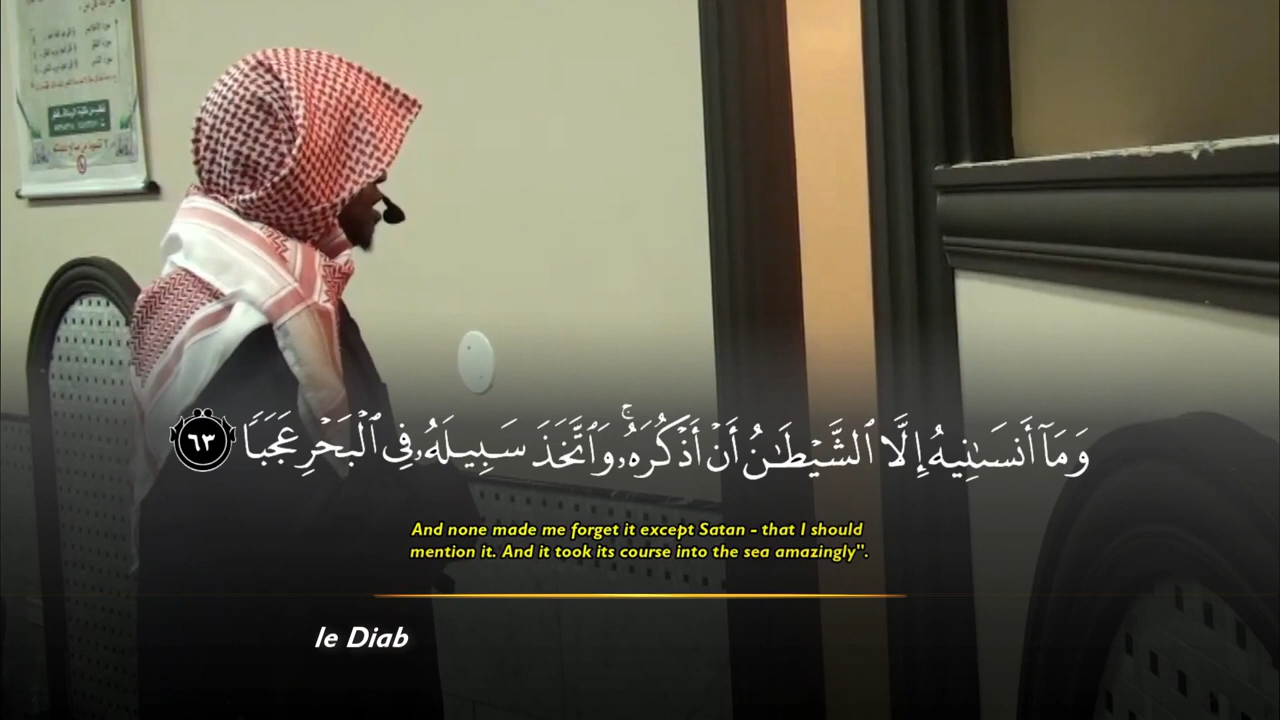 وَمَآ أَنسَىٰنِيهُ إِلَّا ٱلشَّيْطَـٰنُ أَنْ أَذْكُرَهُۥ ۚ وَٱتَّخَذَ سَبِيلَهُۥ فِى ٱلْبَحْرِ عَجَبًا ٦٣
And none made me forget it except Satan - that I should
mention it. And it took its course into the sea amazingly".
le Diab